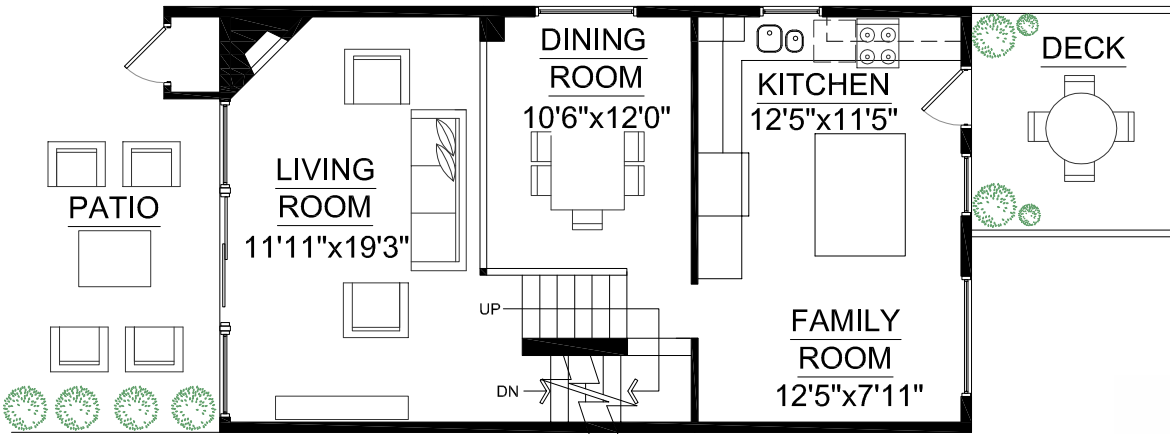 DINING
ROOM
10'6"x12'0"
DECK
KITCHEN
12'5"x11'5"
LIVING
ROOM
11'11"x19'3"
PATIO
UP
FAMILY
ROOM
12'5"x7'11"
DN